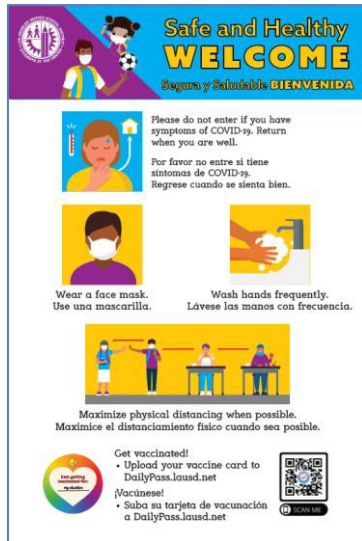 Safe and Healthy
WELCOME
Segura y Saludable BIENVENIDA
Please do not enter if you have
symptoms of COVID-19. Return
when you are well.
Por favor no entre si tiene
síntomas de COVID-19.
Regrese cuando se sienta bien.
Wear a face mask.
Use una mascarilla.
Wash hands frequently.
Lávese las manos con frecuencia.
Maximize physical distancing when possible.
Maximice el distanciamiento físico cuando sea posible.
Get vaccinated!
• Upload your vaccine card to
DailyPass.lausd.net
¡Vacúnese!
• Suba su tarjeta de vacunación
a DailyPass.lausd.net
I am getting
vaccinated for:
SCAN ME